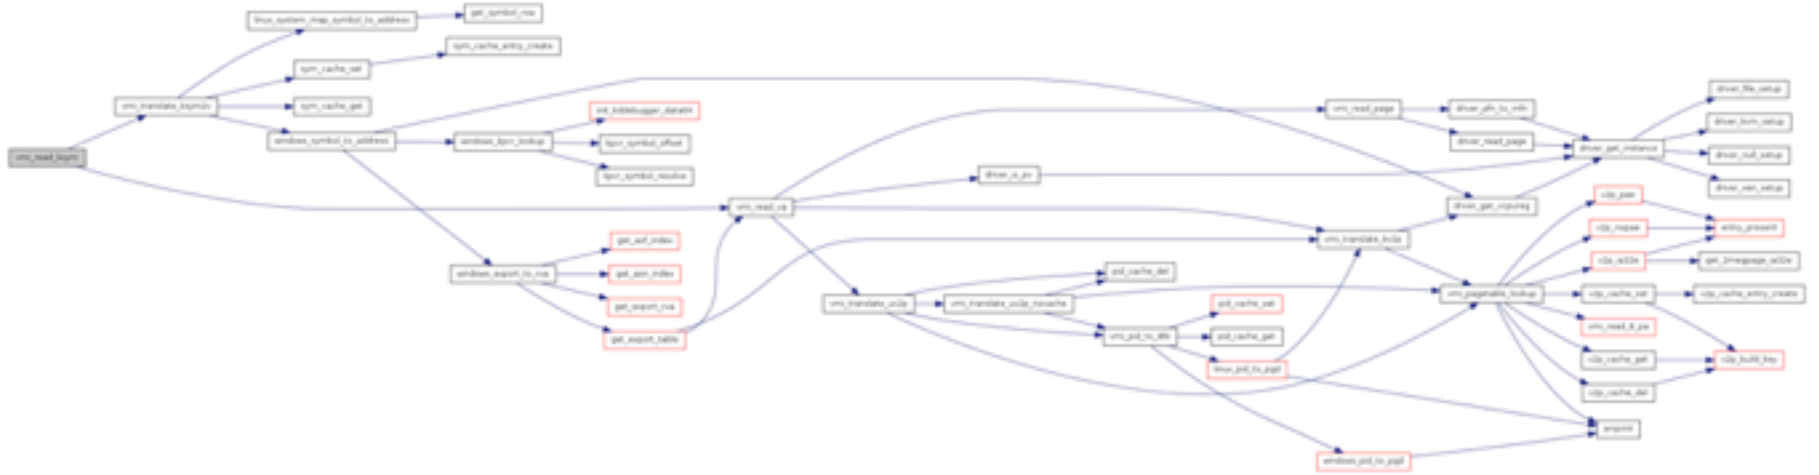 vmi_read_ksym
vmi_translate_ksym2v
linux_system_map_symbol_to_address
get_symbol_row
sym_cache_set
sym_cache_entry_create
sym_cache_get
windows_symbol_to_address
windows_kpcr_lookup
init_kddebugger_data64
kpcr_symbol_offset
kpcr_symbol_resolve
windows_export_to_rva
get_aof_index
get_aon_index
get_export_rva
get_export_table
vmi_read_va
vmi_read_page
driver_pfn_to_mfn
driver_read_page
driver_is_pv
driver_get_instance
driver_file_setup
driver_kvm_setup
driver_null_setup
driver_xen_setup
driver_get_vcpureg
vmi_translate_kv2p
vmi_translate_uv2p
pid_cache_del
vmi_translate_uv2p_nocache
vmi_pid_to_dtb
pid_cache_set
pid_cache_get
linux_pid_to_pgd
windows_pid_to_pgd
vmi_pagetable_lookup
v2p_pae
v2p_nopae
v2p_ia32e
entry_present
get_2megpage_ia32e
v2p_cache_set
v2p_cache_entry_create
v2p_cache_get
v2p_build_key
v2p_cache_del
errprint